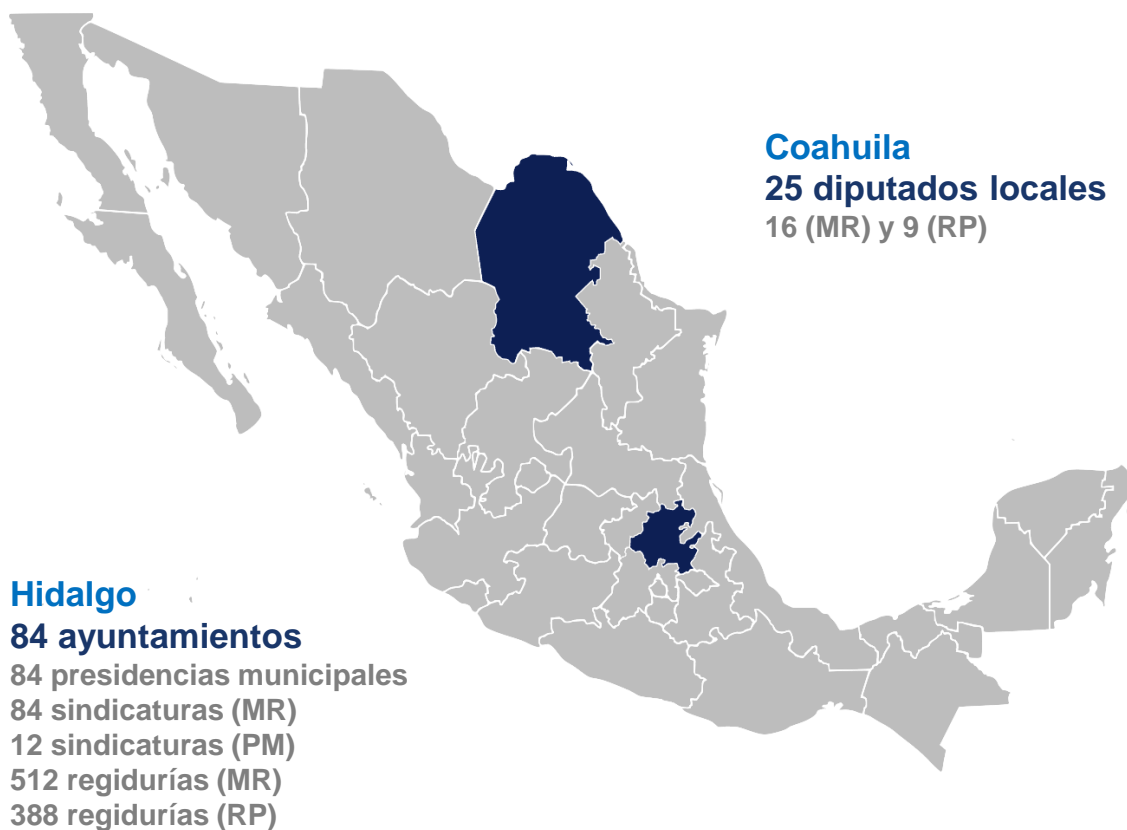 Coahuila
25 diputados locales
16 (MR) y 9 (RP)
Hidalgo
84 ayuntamientos
84 presidencias municipales
84 sindicaturas (MR)
12 sindicaturas (PM)
512 regidurías (MR)
388 regidurías (RP)